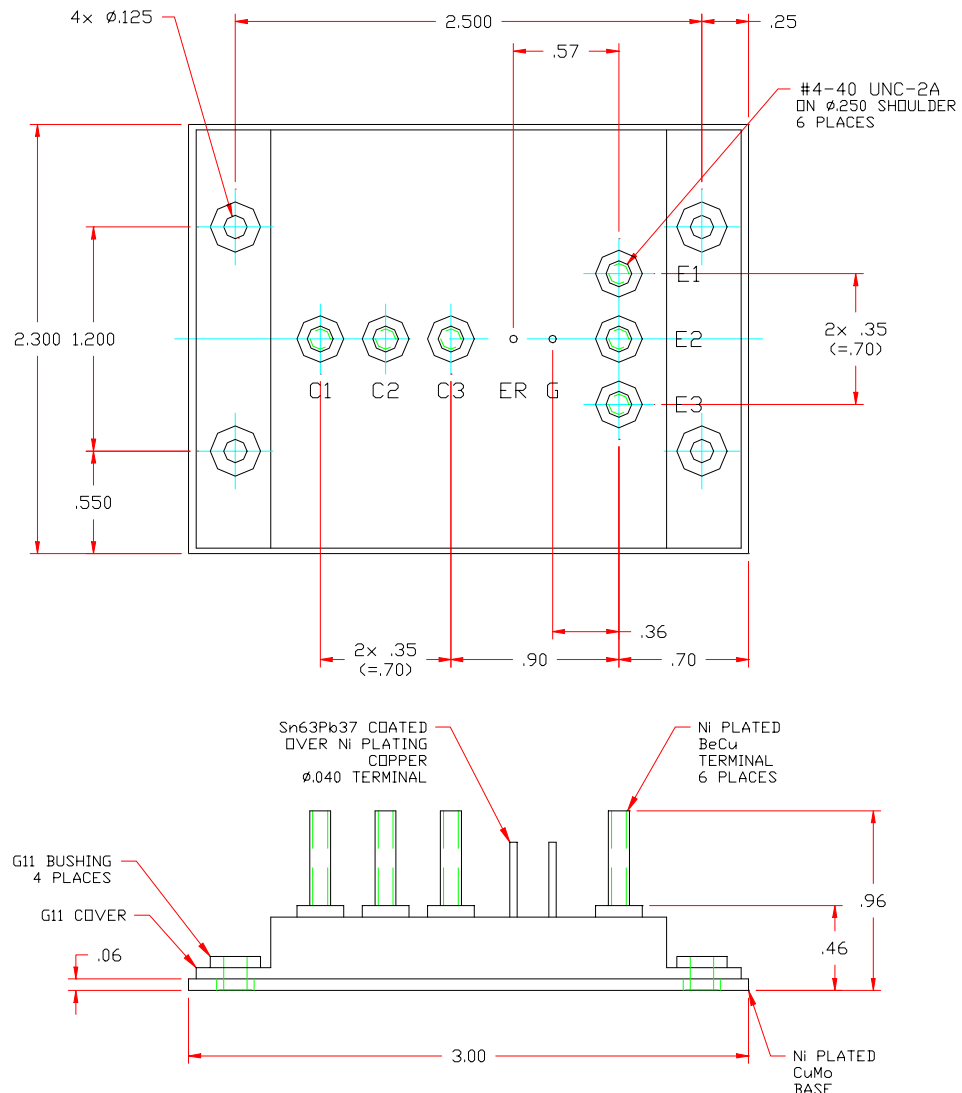 4x Ø.125
2.500
.25
.57
#4-40 UNC-2A
ON Ø.250 SHOULDER
6 PLACES
E1
2.300 1.200
E2
2x .35
(=.70)
C1 C2 C3 ER G
E3
.550
.36
2x .35
(=.70)
.90
.70
Sn63Pb37 COATED
OVER Ni PLATING
COPPER
Ø.040 TERMINAL
Ni PLATED
BeCu
TERMINAL
6 PLACES
G11 BUSHING
4 PLACES
G11 COVER
.96
.46
.06
3.00
Ni PLATED
CuMo
BASE